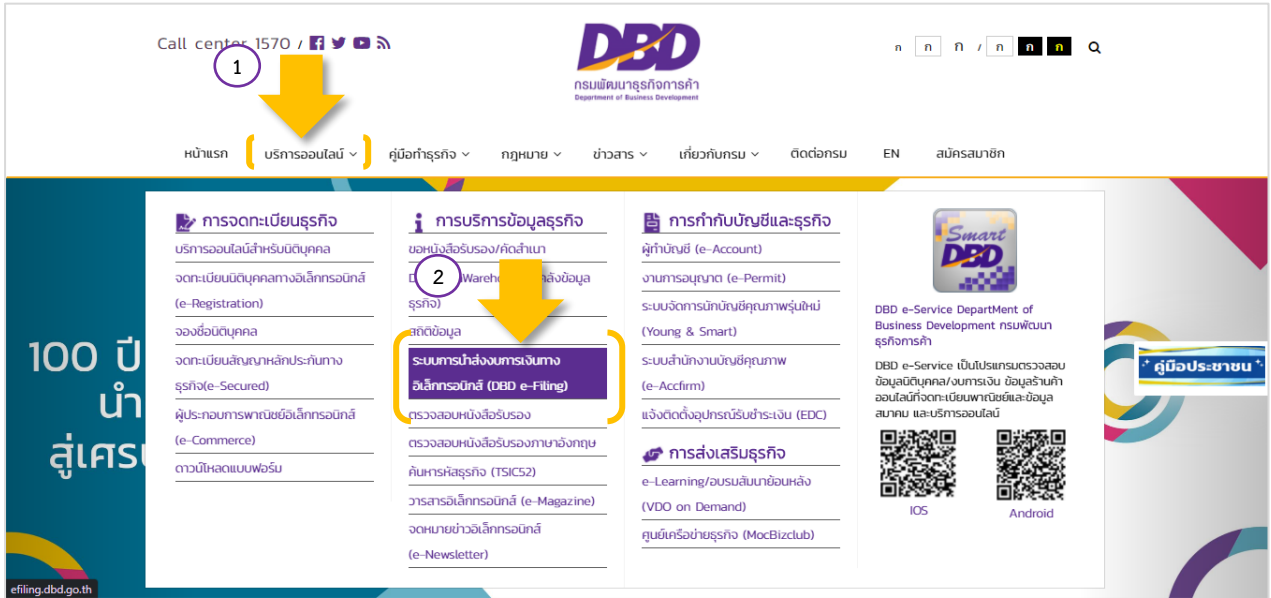 Call center 1570 /
1
DBD
กรมพัฒนาธุรกิจการค้า
Department of Business Development
ก ก ก / ก ก ก
หน้าแรก บริการออนไลน์ คู่มือทำธุรกิจ กฎหมาย ข่าวสาร เกี่ยวกับกรม ติดต่อกรม EN สมัครสมาชิก
การจดทะเบียนธุรกิจ
บริการออนไลน์สำหรับนิติบุคคล
จดทะเบียนนิติบุคคลทางอิเล็กทรอนิกส์
(e-Registration)
จองชื่อนิติบุคคล
จดทะเบียนสัญญาหลักประกันทาง
ธุรกิจ(e-Secured)
ผู้ประกอบการพาณิชย์อิเล็กทรอนิกส์
(e-Commerce)
ดาวน์โหลดแบบฟอร์ม
การบริการข้อมูลธุรกิจ
ขอหนังสือรับรอง/คัดสำเนา
2
ธุรกิจ)
สถิติข้อมูล
ระบบการนำส่งงบการเงินทาง
อิเล็กทรอนิกส์ (DBD e-Filing)
ตรวจสอบหนังสือรับรอง
ตรวจสอบหนังสือรับรองภาษาอังกฤษ
ค้นหารหัสธุรกิจ (TSIC52)
วารสารอิเล็กทรอนิกส์ (e-Magazine)
จดหมายข่าวอิเล็กทรอนิกส์
(e-Newsletter)
การกำกับบัญชีและธุรกิจ
ผู้ทำบัญชี (e-Account)
งานการอนุญาต (e-Permit)
ระบบจัดการนักบัญชีคุณภาพรุ่นใหม่
(Young & Smart)
ระบบสำนักงานบัญชีคุณภาพ
(e-Accfirm)
แจ้งติดตั้งอุปกรณ์รับชำระเงิน (EDC)
การส่งเสริมธุรกิจ
e-Learning/อบรมสัมนาย้อนหลัง
(VDO on Demand)
ศูนย์เครือข่ายธุรกิจ (MocBizclub)
Smart
DBD
DBD e-Service DepartMent of
Business Development กรมพัฒนา
ธุรกิจการค้า
DBD e-Service เป็นโปรแกรมตรวจสอบ
ข้อมูลนิติบุคคล/งบการเงิน ข้อมูลร้านค้า
ออนไลน์ที่จดทะเบียนพาณิชย์และข้อมูล
สมาคม และบริการออนไลน์
IOS Android
100 ปี
นำ
สู่เศร
คู่มือประชาชน
efiling.dbd.go.th